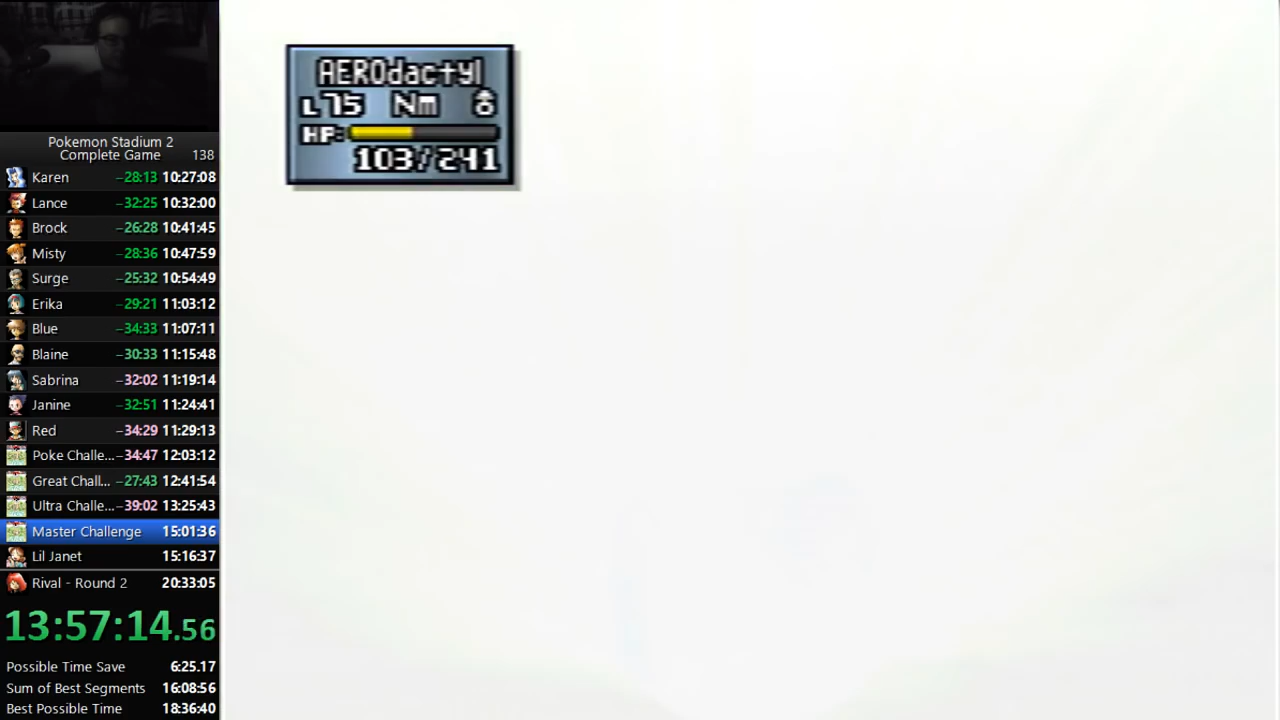 AEROdactyl
L75 Nm ♂
HP:
103/241
Pokemon Stadium 2
Complete Game 138
Karen -28:13 10:27:08
Lance -32:25 10:32:00
Brock -26:28 10:41:45
Misty -28:36 10:47:59
Surge -25:32 10:54:49
Erika -29:21 11:03:12
Blue -34:33 11:07:11
Blaine -30:33 11:15:48
Sabrina -32:02 11:19:14
Janine -32:51 11:24:41
Red -34:29 11:29:13
Poke Challe... -34:47 12:03:12
Great Chall... -27:43 12:41:54
Ultra Challe... -39:02 13:25:43
Master Challenge 15:01:36
Lil Janet 15:16:37
Rival - Round 2 20:33:05
13:57:14.56
Possible Time Save 6:25.17
Sum of Best Segments 16:08:56
Best Possible Time 18:36:40